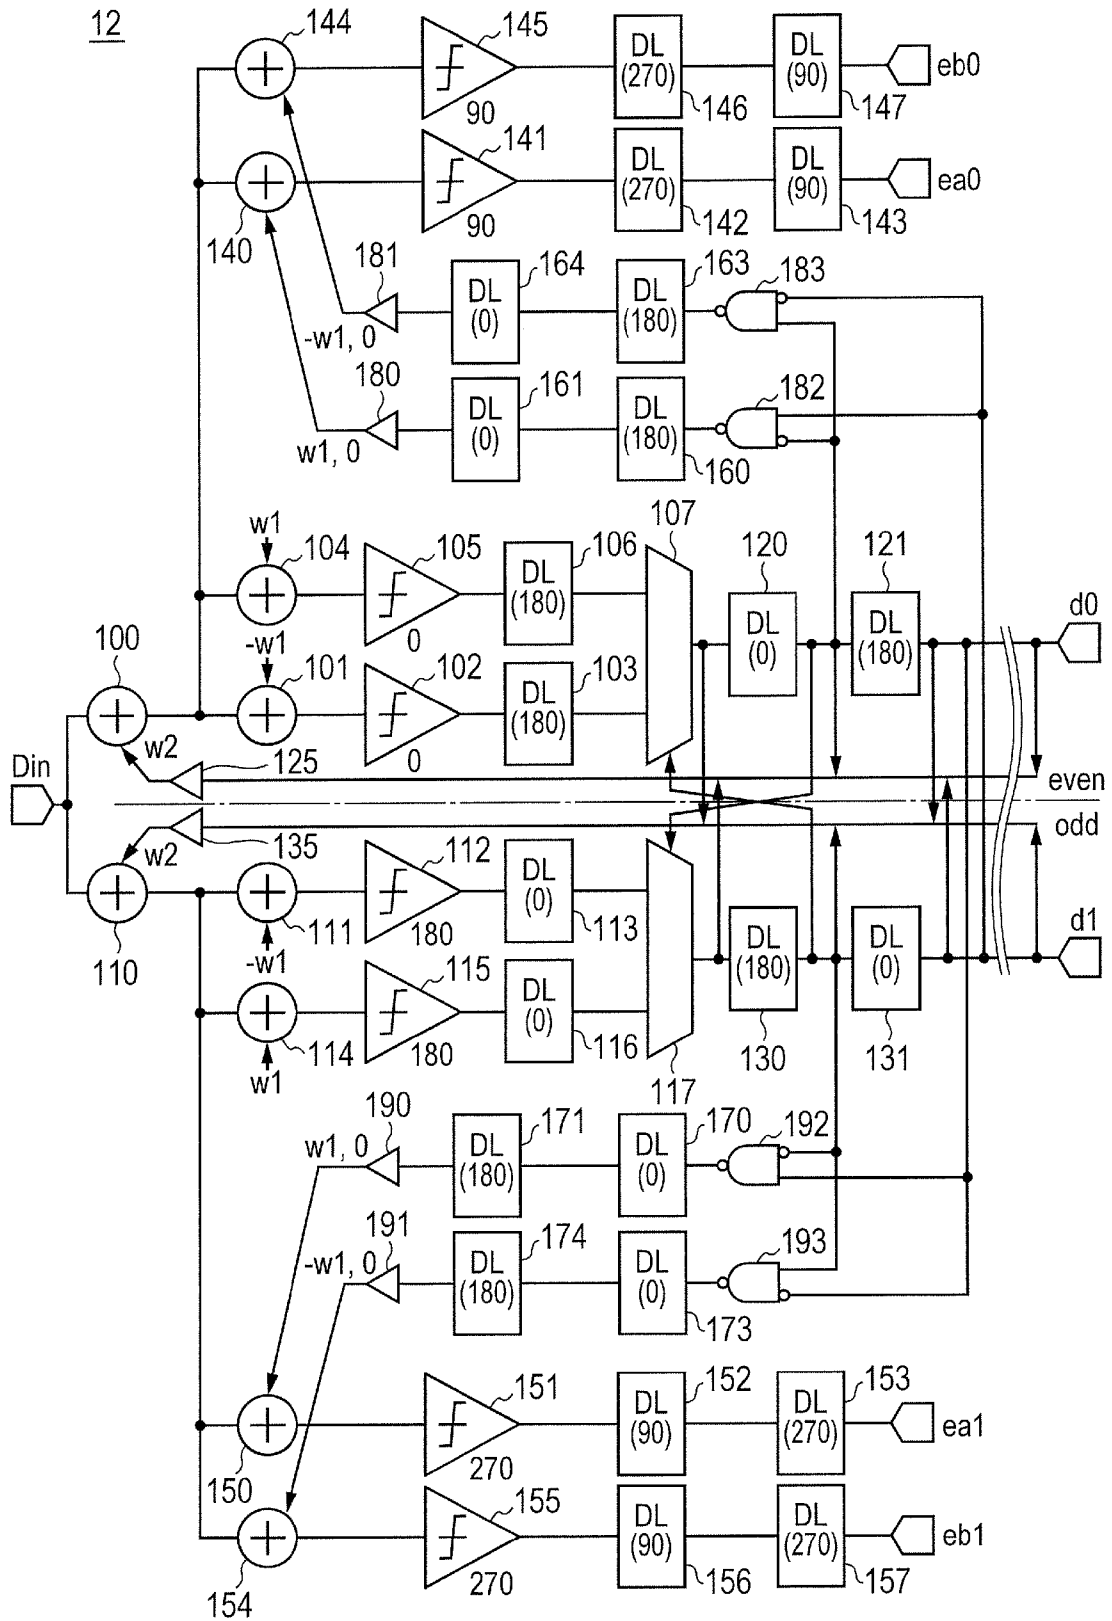 12
144
145
DL
(270)
DL
(90)
eb0
90
146
147
141
DL
(270)
DL
(90)
ea0
140
90
142
143
181
164
163
183
DL
(0)
DL
(180)
-w1, 0
180
161
182
DL
(0)
DL
(180)
w1, 0
160
107
w1
104
105
106
120
121
DL
(180)
d0
0
DL
(0)
DL
(180)
100
-w1
101
102
103
DL
(180)
0
Din
w2
125
even
odd
w2
135
112
DL
(0)
110
111
180
113
d1
-w1
115
DL
(180)
DL
(0)
DL
(0)
114
180
116
130
131
w1
117
190
171
170
192
w1, 0
DL
(180)
DL
(0)
191
174
193
-w1, 0
DL
(180)
DL
(0)
173
151
152
153
DL
(90)
DL
(270)
ea1
150
270
155
DL
(90)
DL
(270)
eb1
154
270
156
157